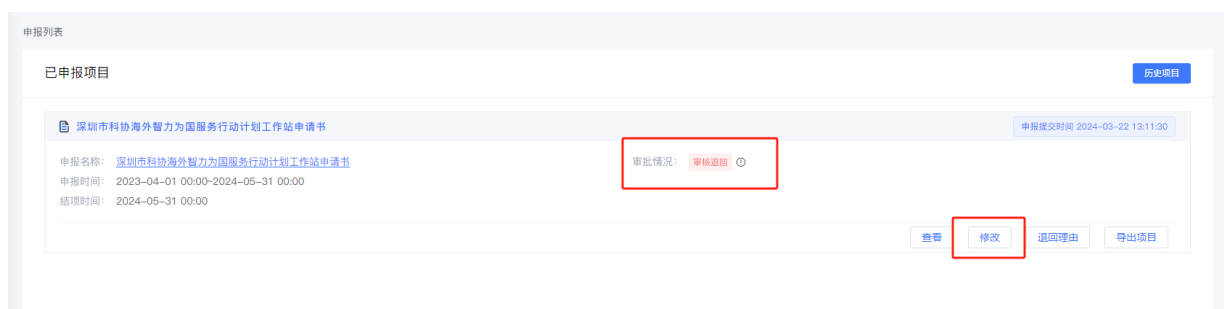 申报列表
已申报项目
历史项目
深圳市科协海外智力为国服务行动计划工作站申请书
申报提交时间 2024-03-22 13:11:30
申报名称： 深圳市科协海外智力为国服务行动计划工作站申请书
审批情况： 审核退回
申报时间： 2023-04-01 00:00~2024-05-31 00:00
结项时间： 2024-05-31 00:00
查看 修改 退回理由 导出项目